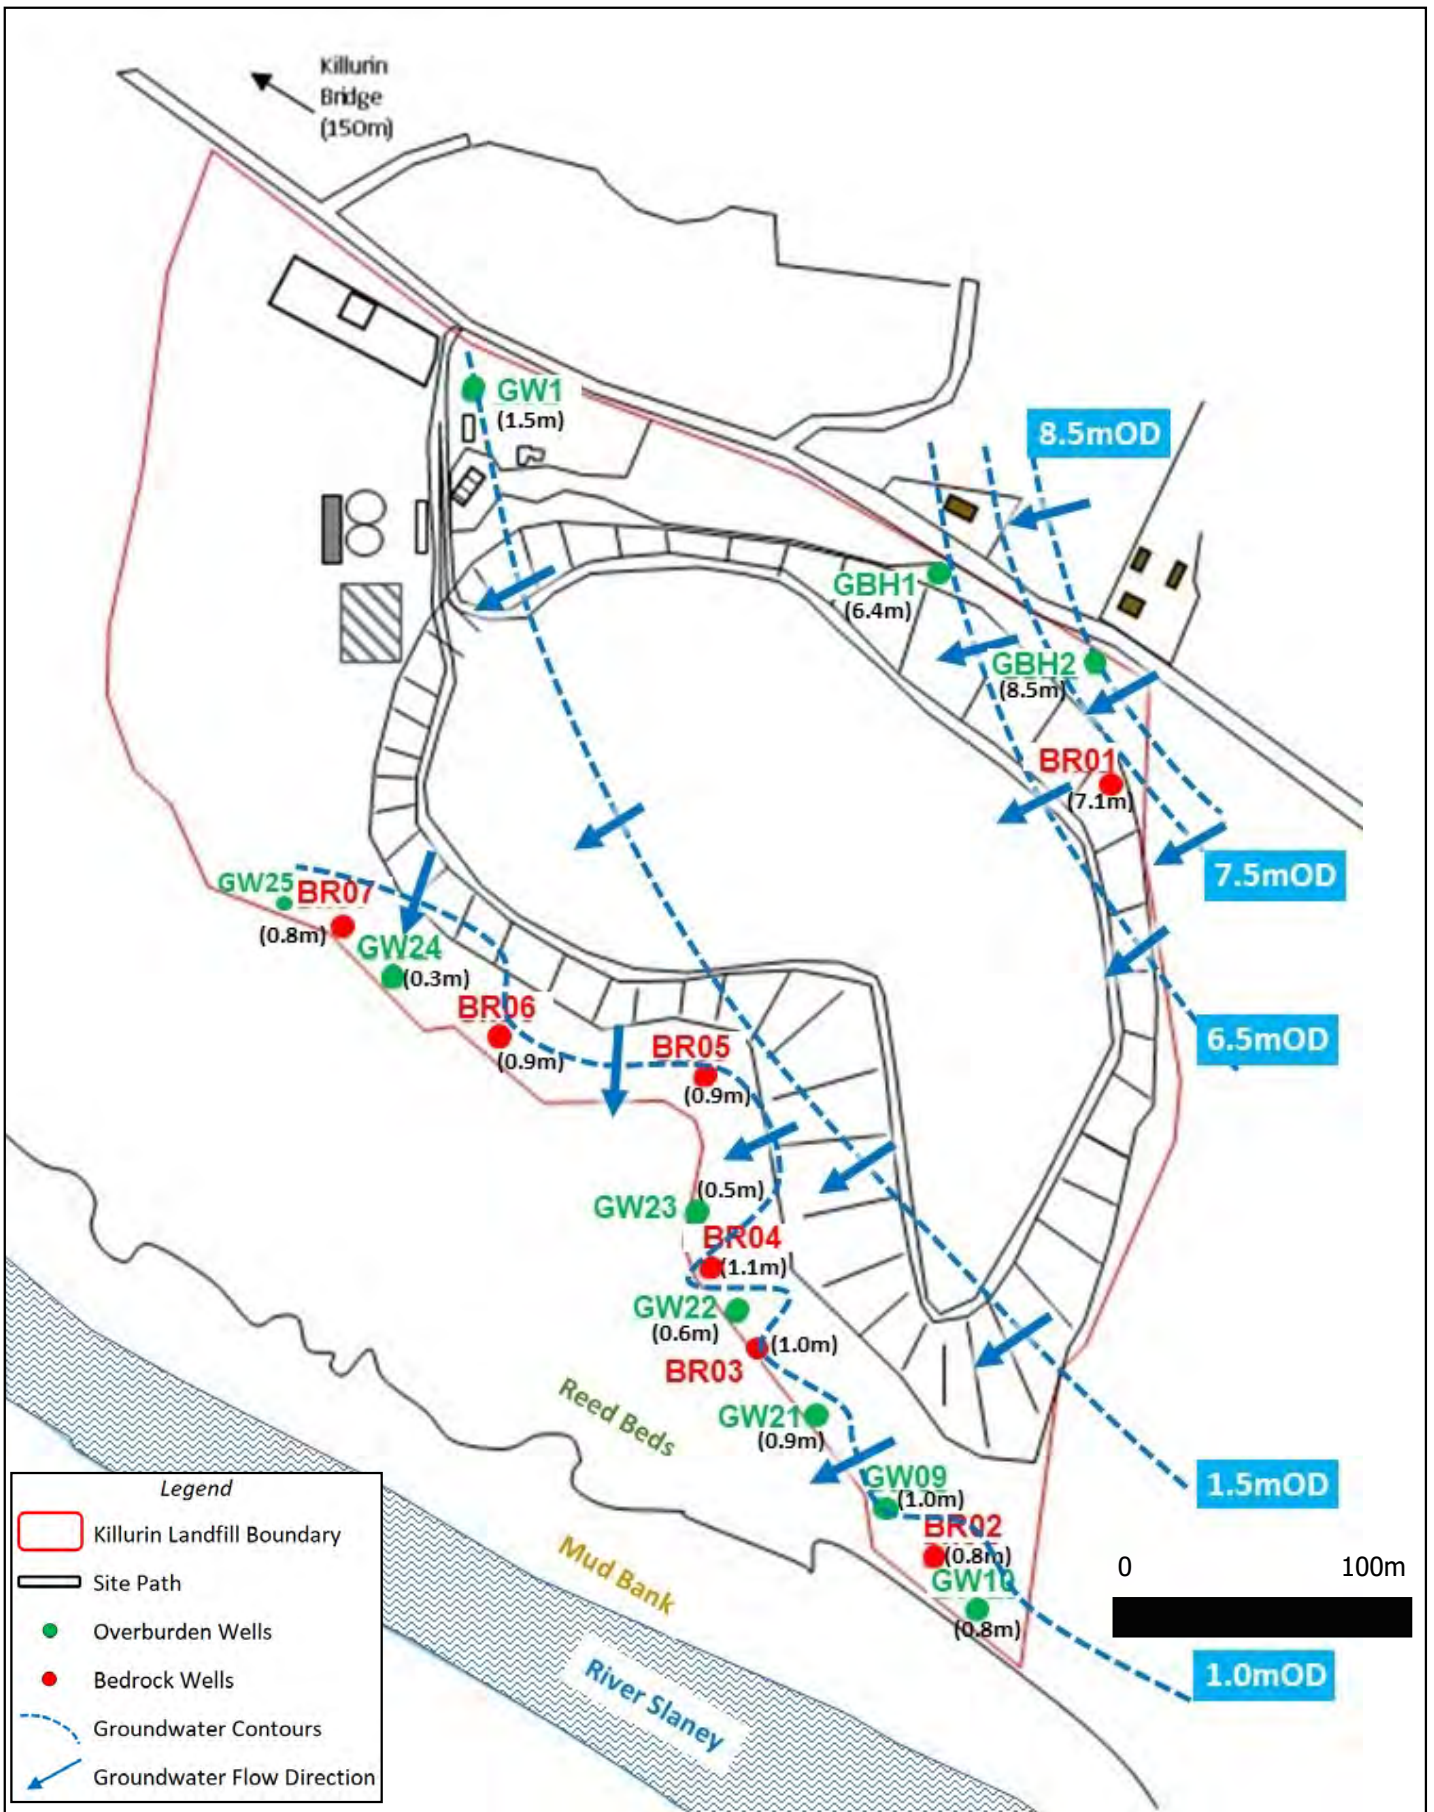 Killurin
Bridge
(150m)
GW1
(1.5m)
8.5mOD
GBH1
(6.4m)
GBH2
(8.5m)
BR01
(7.1m)
7.5mOD
GW25
BR07
(0.8m)
GW24
(0.3m)
BR06
(0.9m)
BR05
(0.9m)
6.5mOD
(0.5m)
GW23
BR04
(1.1m)
GW22
(0.6m)
(1.0m)
BR03
GW21
(0.9m)
Reed Beds
GW09
(1.0m)
1.5mOD
BR02
(0.8m)
GW10
(0.8m)
Mud Bank
River Slaney
0 100m
1.0mOD
Legend
Killurin Landfill Boundary
Site Path
Overburden Wells
Bedrock Wells
Groundwater Contours
Groundwater Flow Direction